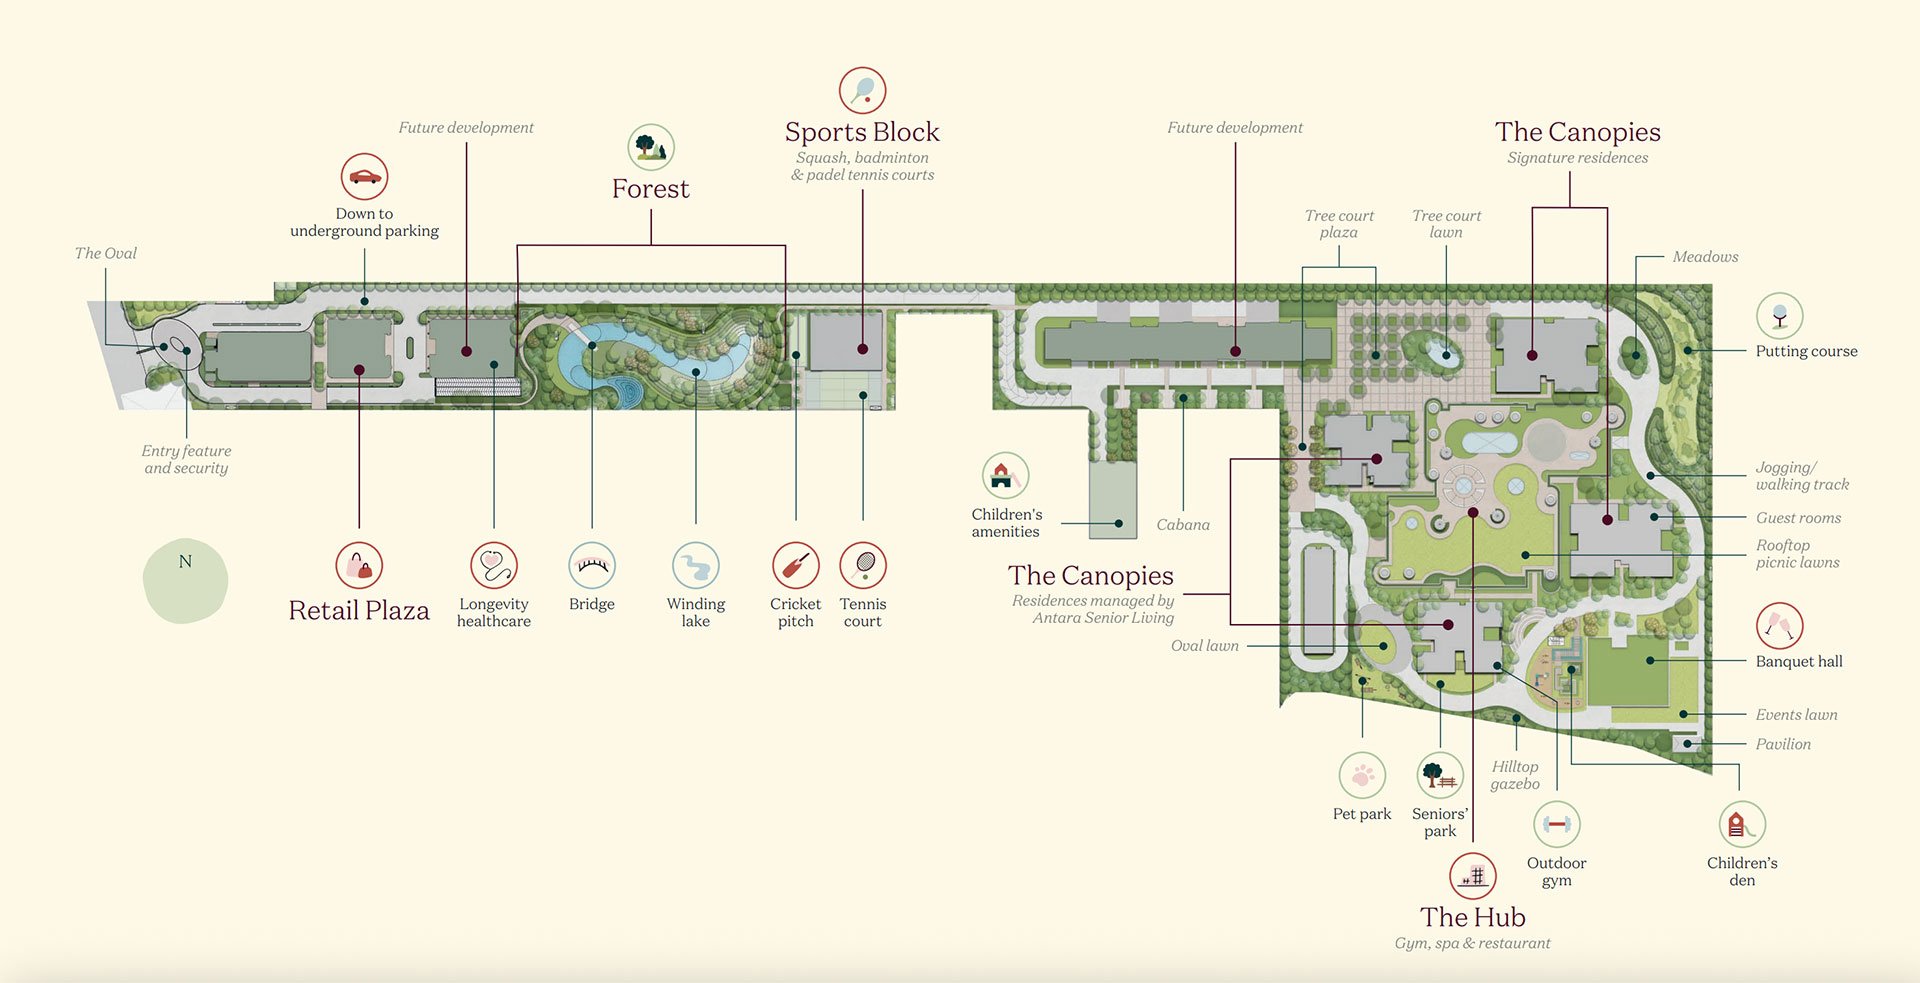 Sports Block
Squash, badminton
& padel tennis courts
Future development
Future development
The Canopies
Signature residences
Forest
Down to
underground parking
Tree court
plaza
Tree court
lawn
The Oval
Meadows
Putting course
Entry feature
and security
Jogging/
walking track
Children's
amenities
Cabana
Guest rooms
Rooftop
picnic lawns
N
Retail Plaza
Longevity
healthcare
Bridge
Winding
lake
Cricket
pitch
Tennis
court
The Canopies
Residences managed by
Antara Senior Living
Oval lawn
Banquet hall
Events lawn
Pavilion
Hilltop
gazebo
Pet park
Seniors’
park
Outdoor
gym
Children’s
den
The Hub
Gym, spa & restaurant